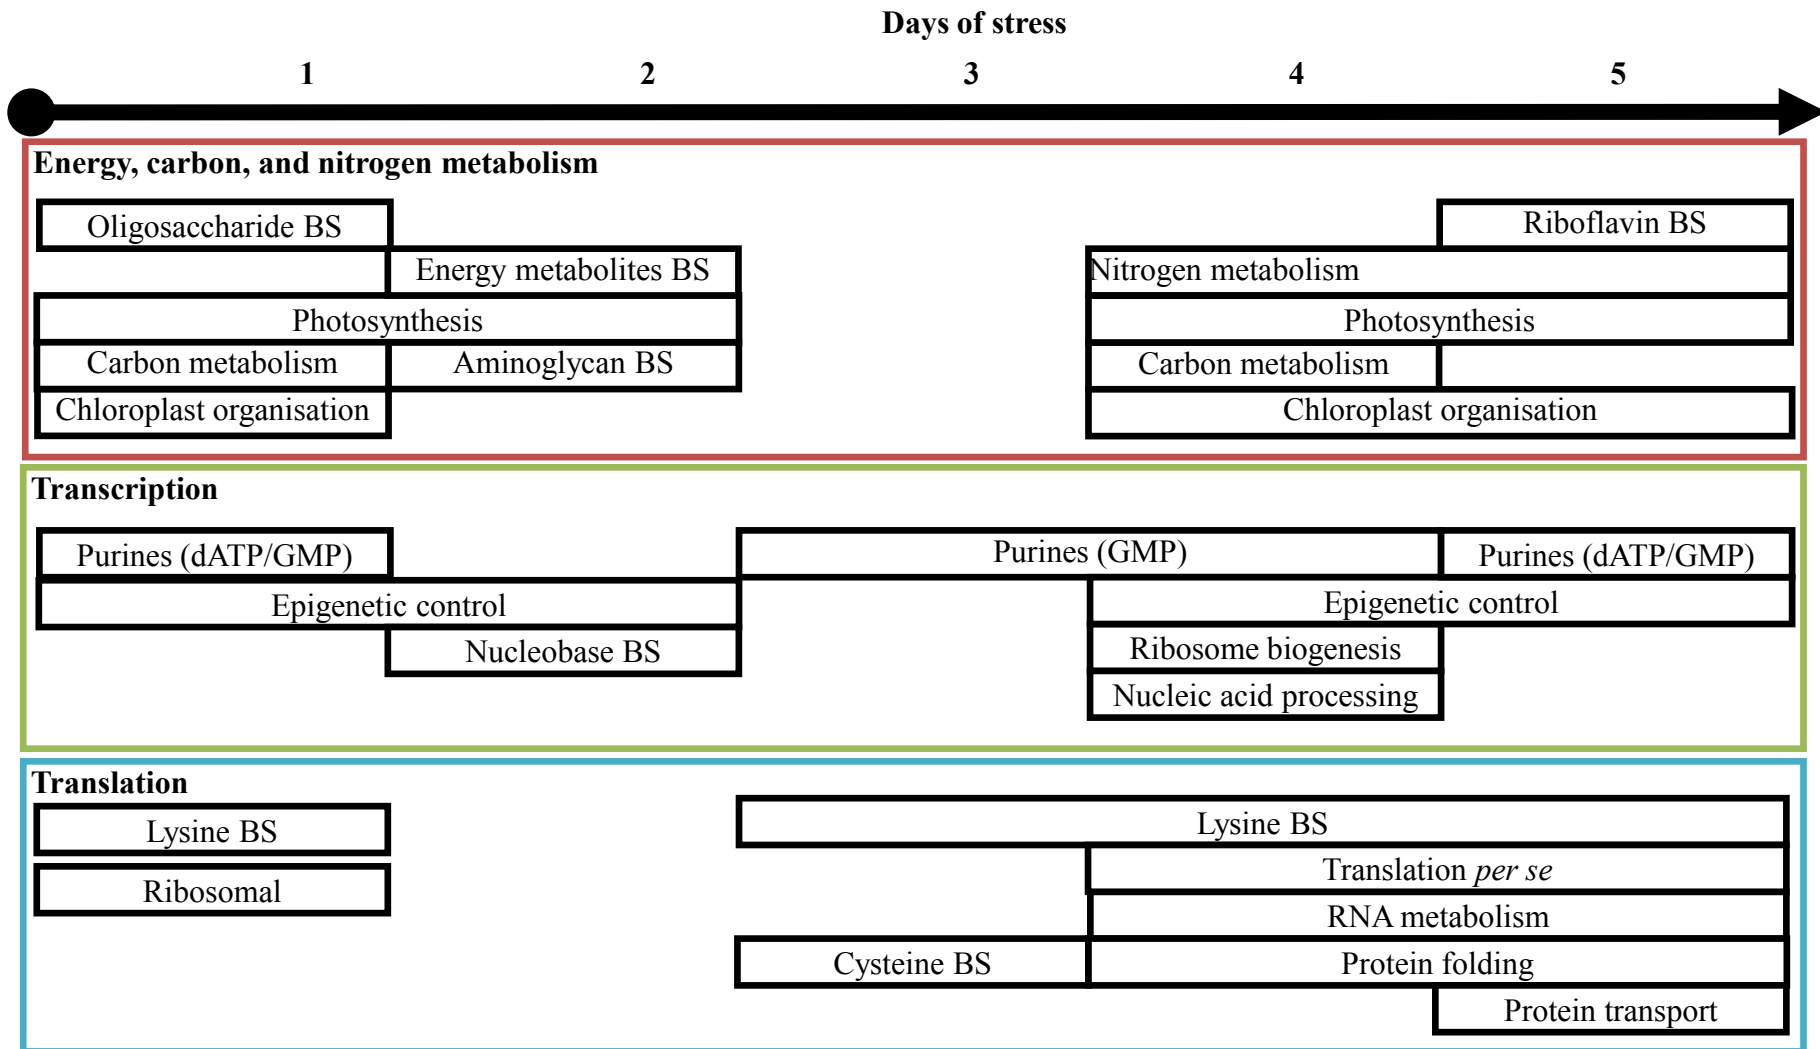 Days of stress
1 2 3 4 5
Energy, carbon, and nitrogen metabolism
Oligosaccharide BS Riboflavin BS
Energy metabolites BS Nitrogen metabolism
Photosynthesis Photosynthesis
Carbon metabolism Aminoglycan BS Carbon metabolism
Chloroplast organisation Chloroplast organisation
Transcription
Purines (dATP/GMP) Purines (GMP) Purines (dATP/GMP)
Epigenetic control Epigenetic control
Nucleobase BS Ribosome biogenesis
Nucleic acid processing
Translation
Lysine BS Lysine BS
Translation per se
Ribosomal RNA metabolism
Cysteine BS Protein folding
Protein transport